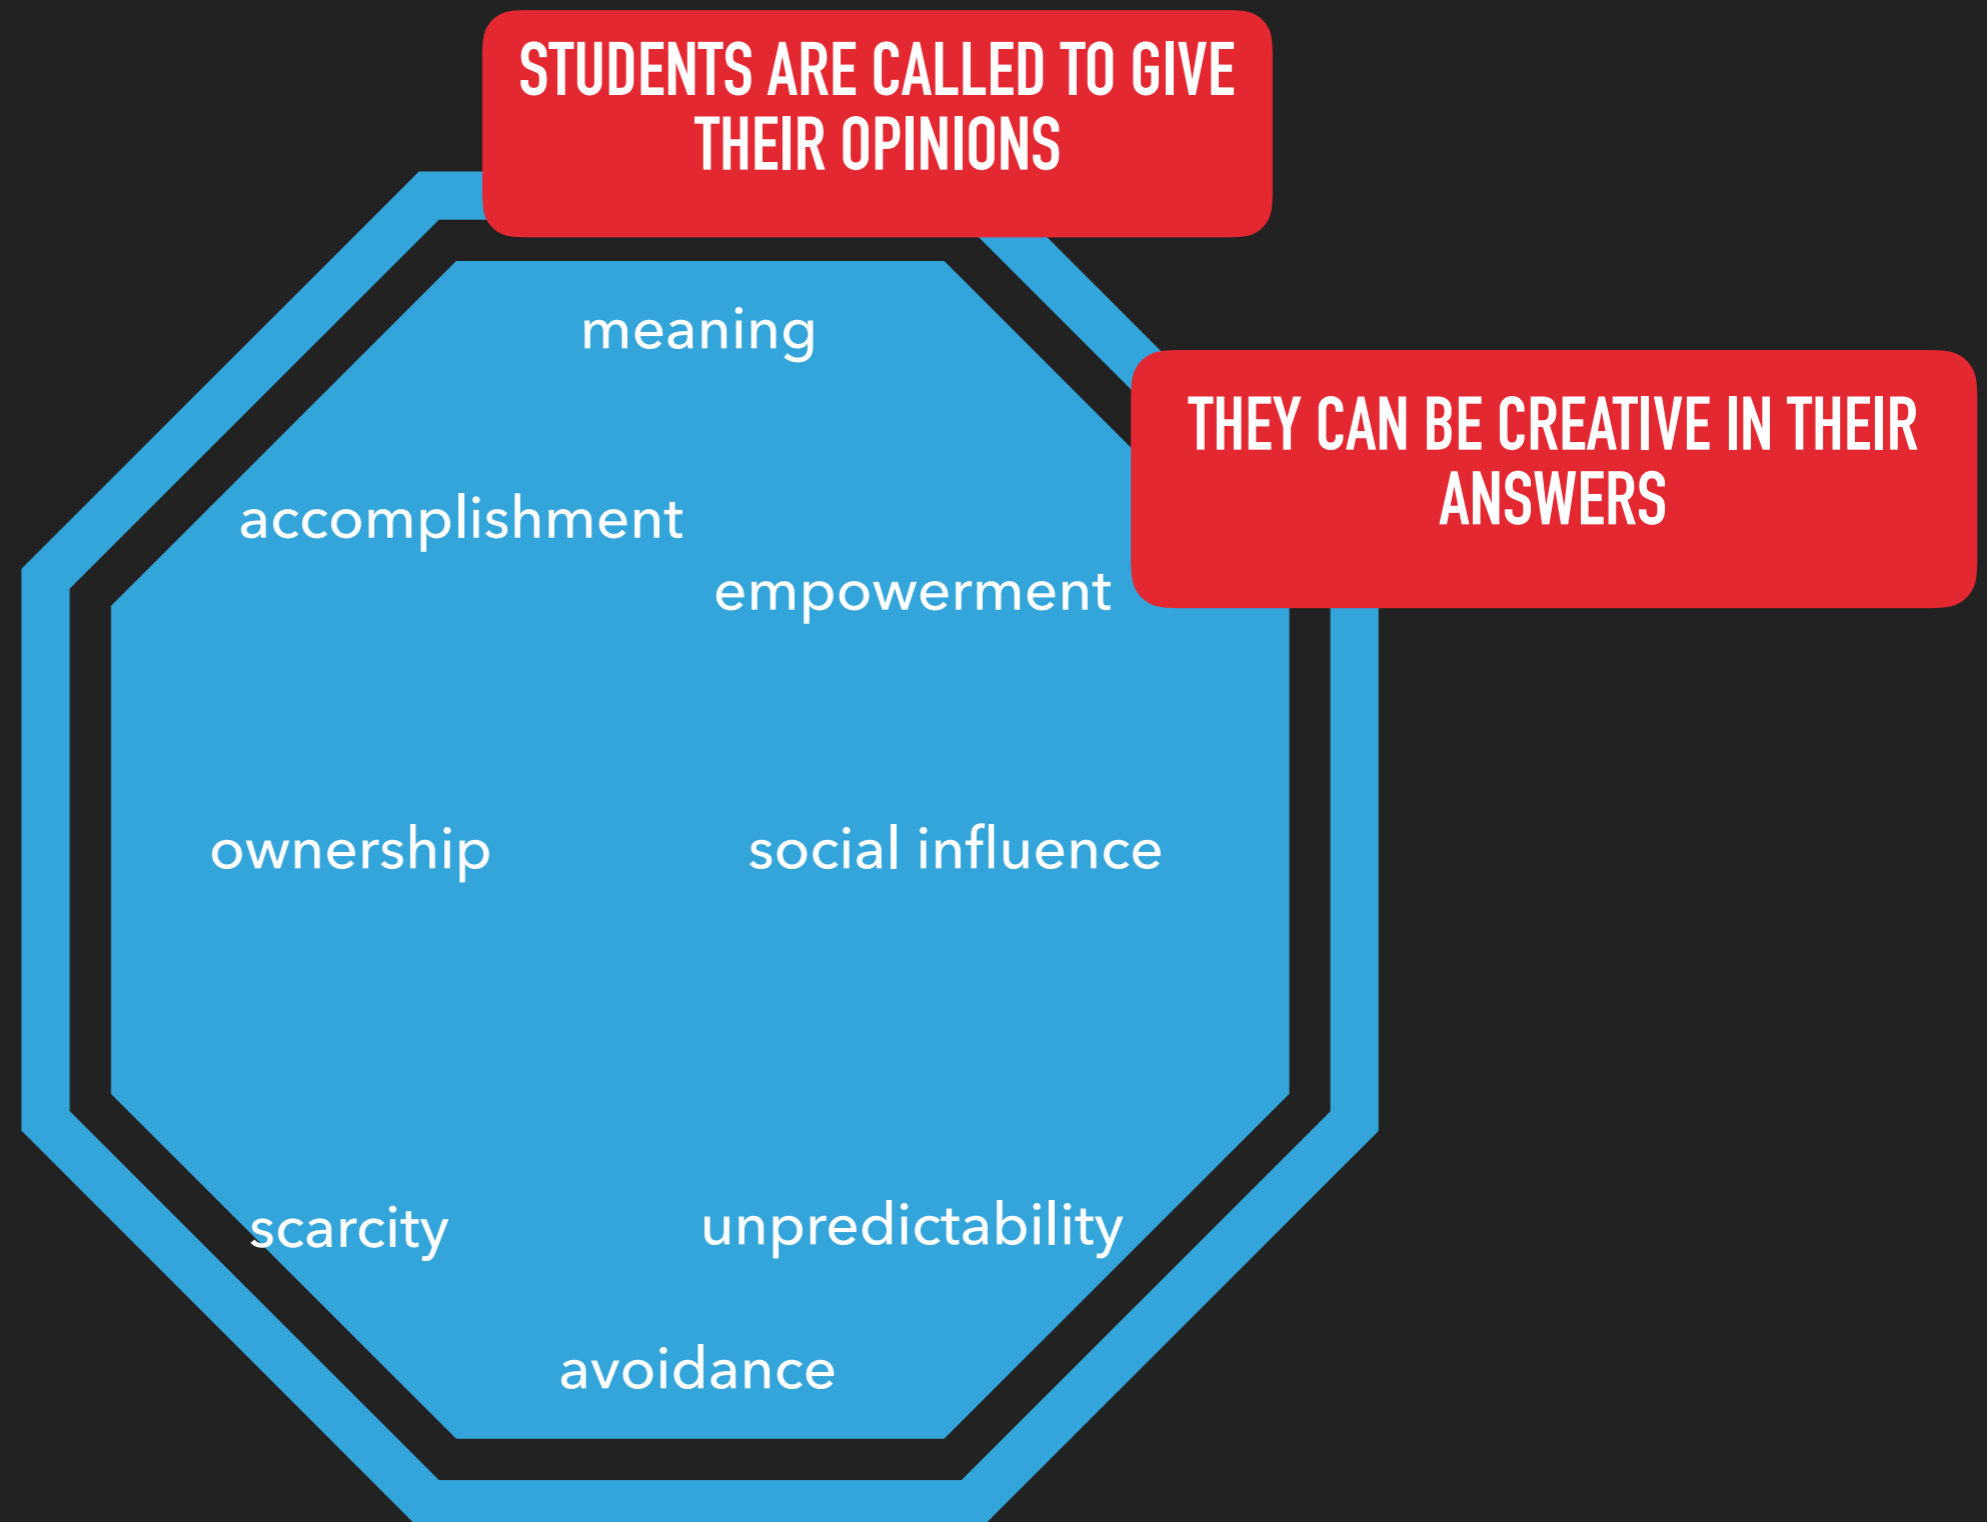 STUDENTS ARE CALLED TO GIVE
THEIR OPINIONS
meaning
THEY CAN BE CREATIVE IN THEIR
ANSWERS
accomplishment
empowerment
ownership
social influence
scarcity
unpredictability
avoidance